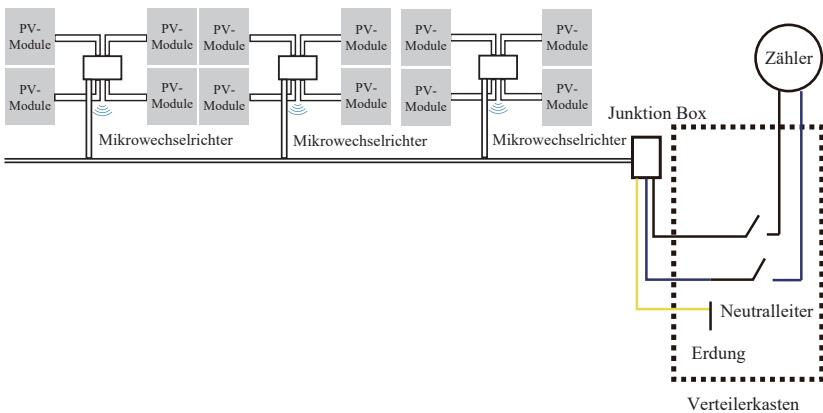 PV-
Module
PV-
Module
PV-
Module
PV-
Module
PV-
Module
PV-
Module
PV-
Module
PV-
Module
PV-
Module
PV-
Module
PV-
Module
PV-
Module
Mikrowechselrichter
Mikrowechselrichter
Mikrowechselrichter
Zähler
Junktion Box
Neutralleiter
Erdung
Verteilerkasten